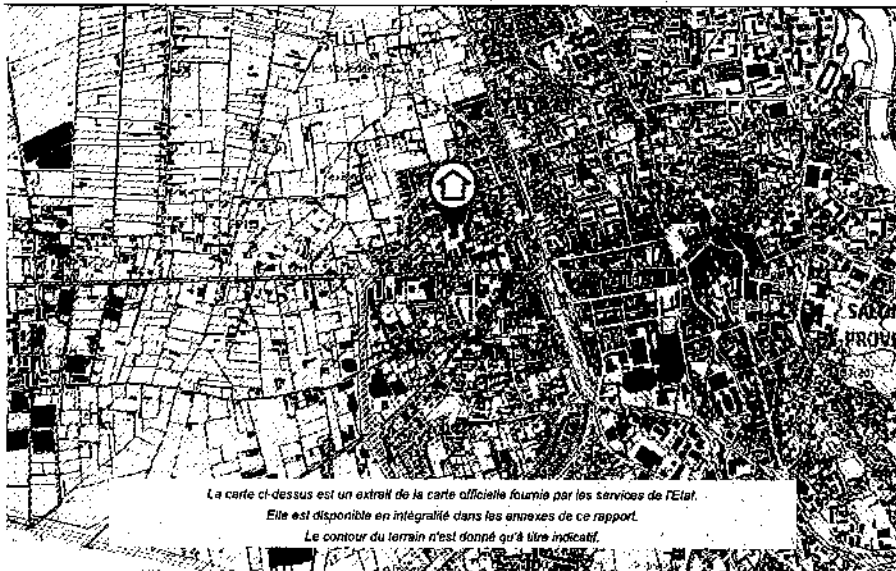 La carte ci-dessus est un extrait de la carte officielle fournie par les services de l'Etat.
Elle est disponible en intégralité dans les annexes de ce rapport.
Le contour du terrain n'est donné qu'à titre indicatif.